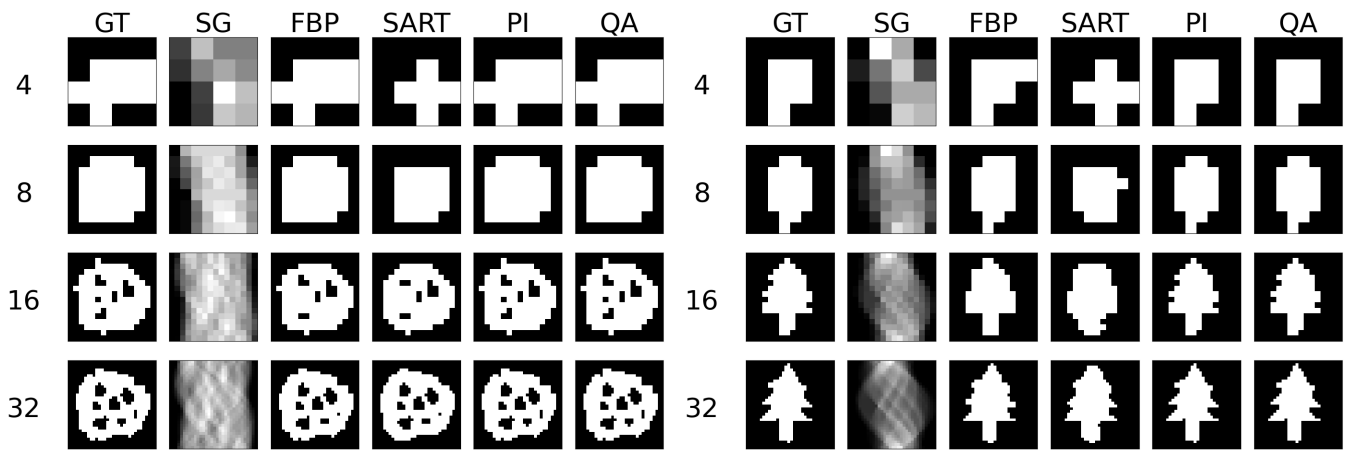 GT SG FBP SART PI QA GT SG FBP SART PI QA
4 4
8 8
16 16
32 32